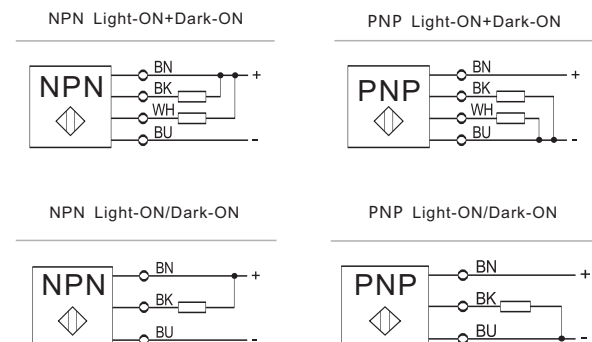 NPN Light-ON+Dark-ON
NPN
BN
+
BK
WH
BU
-
PNP Light-ON+Dark-ON
PNP
BN
+
BK
WH
BU
-
NPN Light-ON/Dark-ON
NPN
BN
+
BK
BU
-
PNP Light-ON/Dark-ON
PNP
BN
+
BK
BU
-